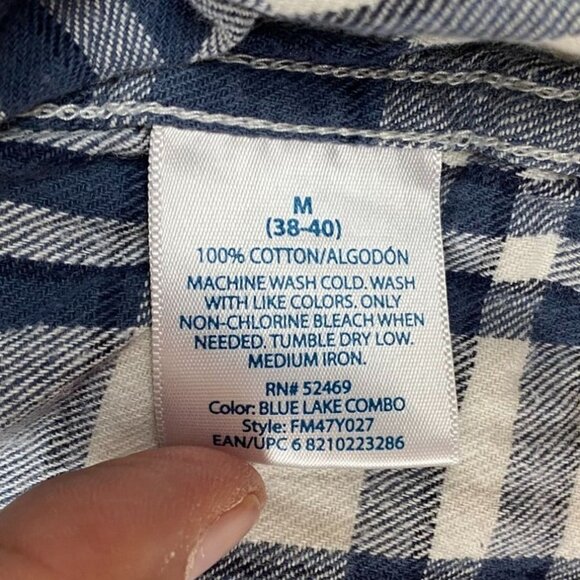 M
(38-40)
100% COTTON/ALGODÓN
MACHINE WASH COLD. WASH
WITH LIKE COLORS. ONLY
NON-CHLORINE BLEACH WHEN
NEEDED. TUMBLE DRY LOW.
MEDIUM IRON.
RN# 52469
Color: BLUE LAKE COMBO
Style: FM47Y027
EAN/UPC 6 8210223286